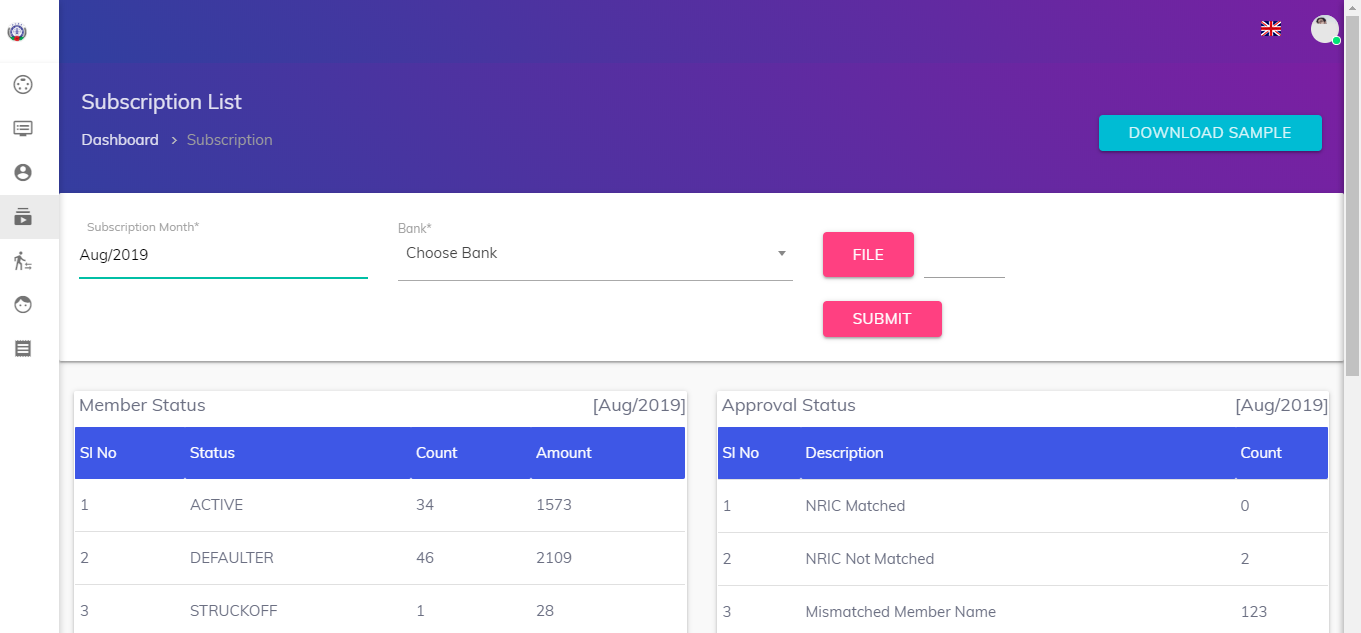 Subscription List
Dashboard > Subscription
DOWNLOAD SAMPLE
Subscription Month*
Aug/2019
Bank*
Choose Bank
FILE
SUBMIT
Member Status [Aug/2019]
Sl No Status Count Amount
1 ACTIVE 34 1573
2 DEFAULTER 46 2109
3 STRUCKOFF 1 28
Approval Status [Aug/2019]
Sl No Description Count
1 NRIC Matched 0
2 NRIC Not Matched 2
3 Mismatched Member Name 123